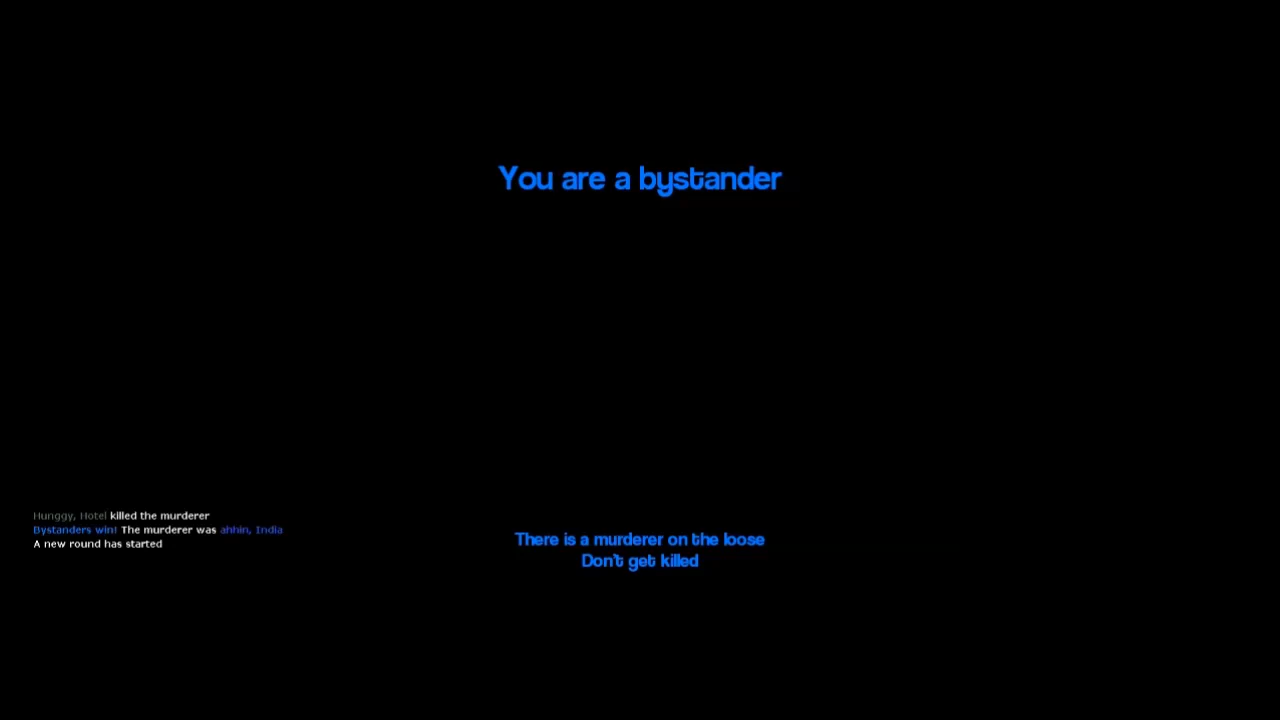 You are a bystander
Hunggy, Hotel killed the murderer
Bystanders win! The murderer was ahhin, India
A new round has started
There is a murderer on the loose
Don't get killed